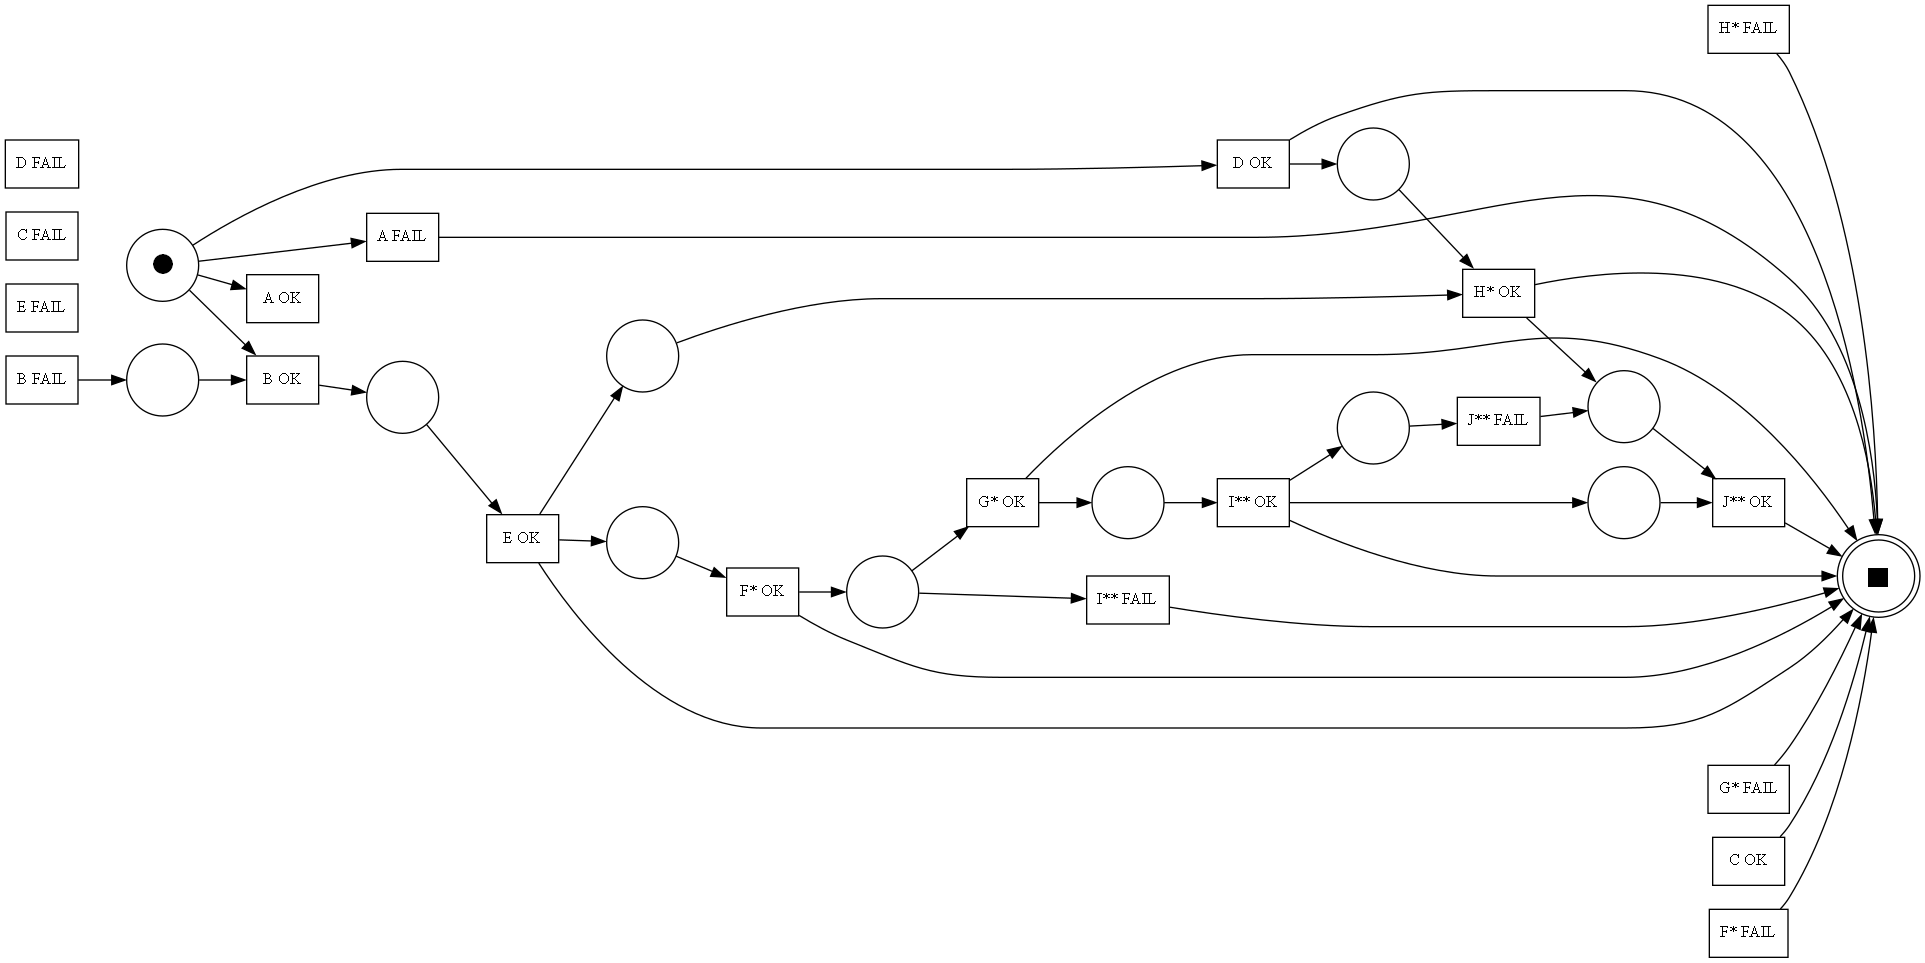 H* FAIL
D FAIL
D OK
C FAIL
A FAIL
A OK
H* OK
E FAIL
B FAIL
B OK
J** FAIL
G* OK
I** OK
J** OK
E OK
F* OK
I** FAIL
G* FAIL
C OK
F* FAIL